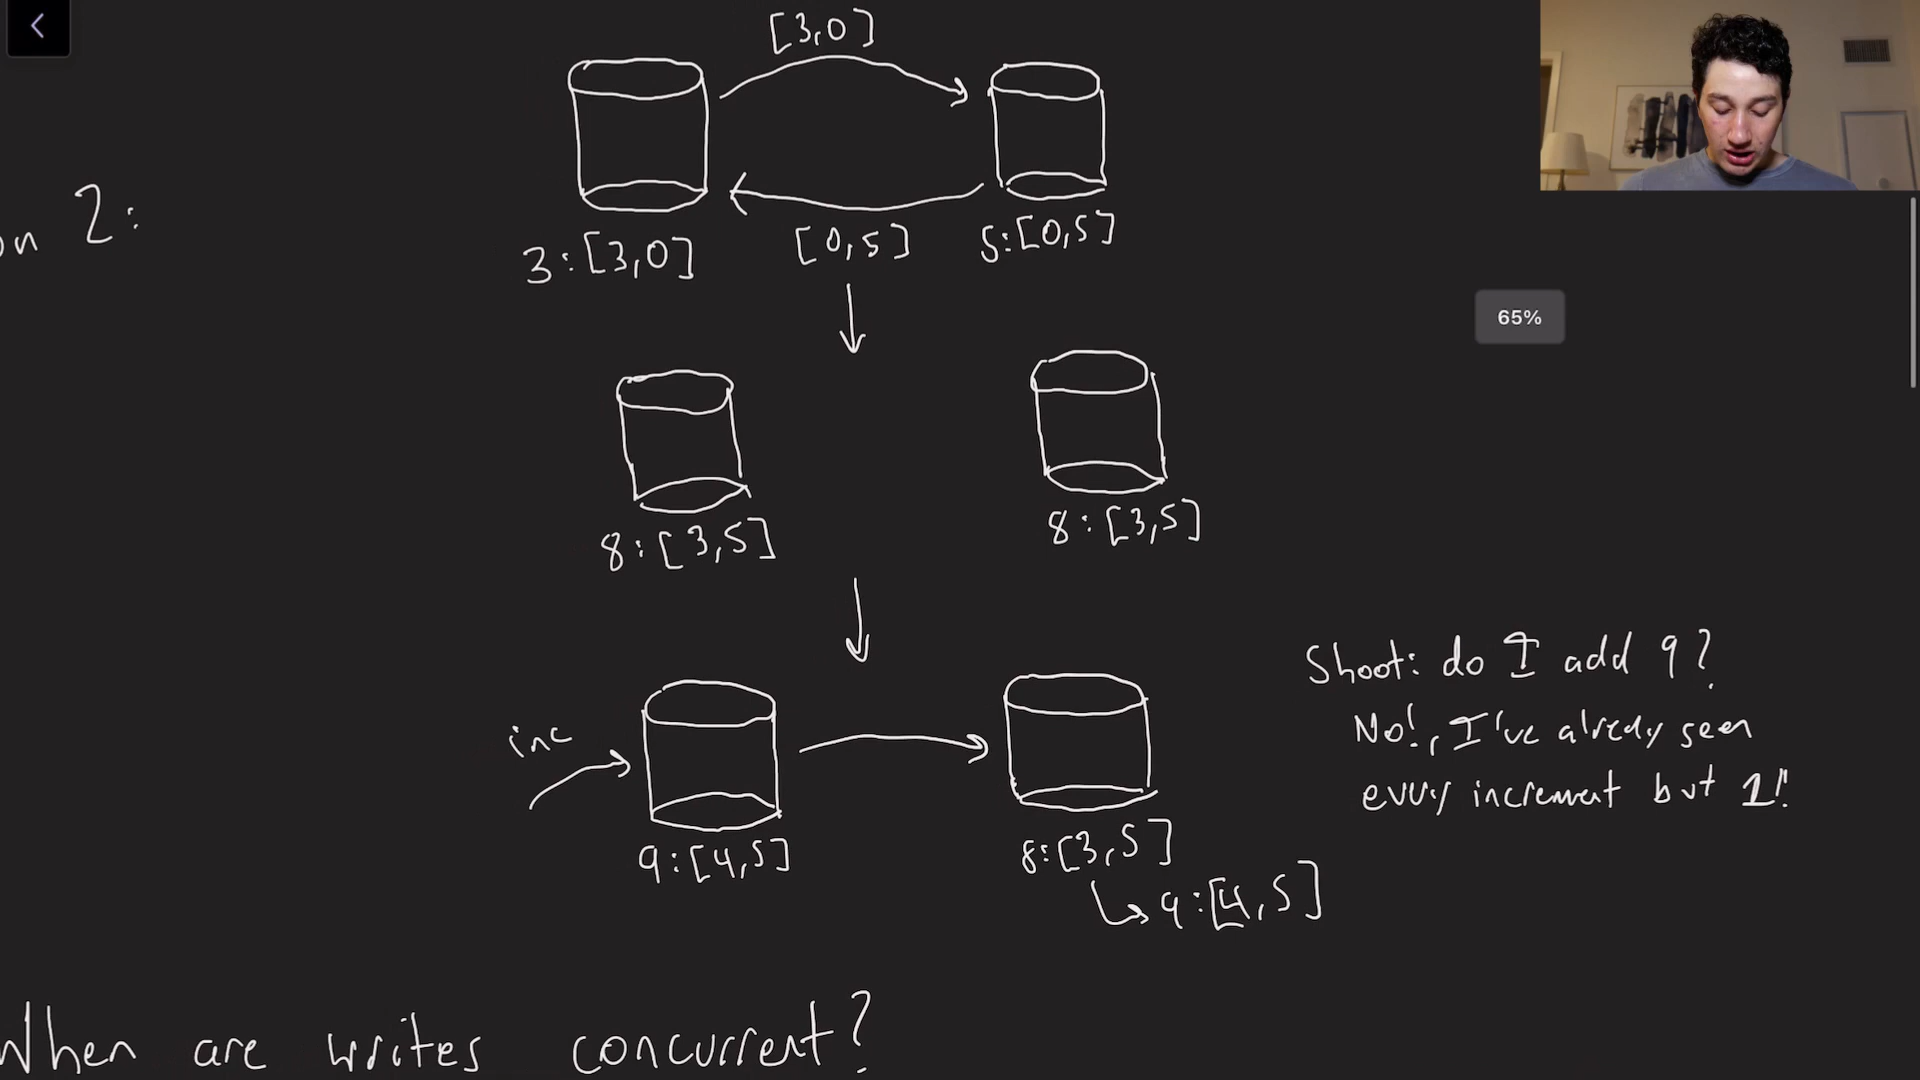 [3,0]
on 2:
3:[3,0]
[0,5]
5:[0,5]
65%
8:[3,5]
8:[3,5]
inc
Shoot: do I add 9?
No!, I've already seen
every increment but 1!!
9:[4,5]
8:[3,5]
9:[4,5]
When are writes concurrent?